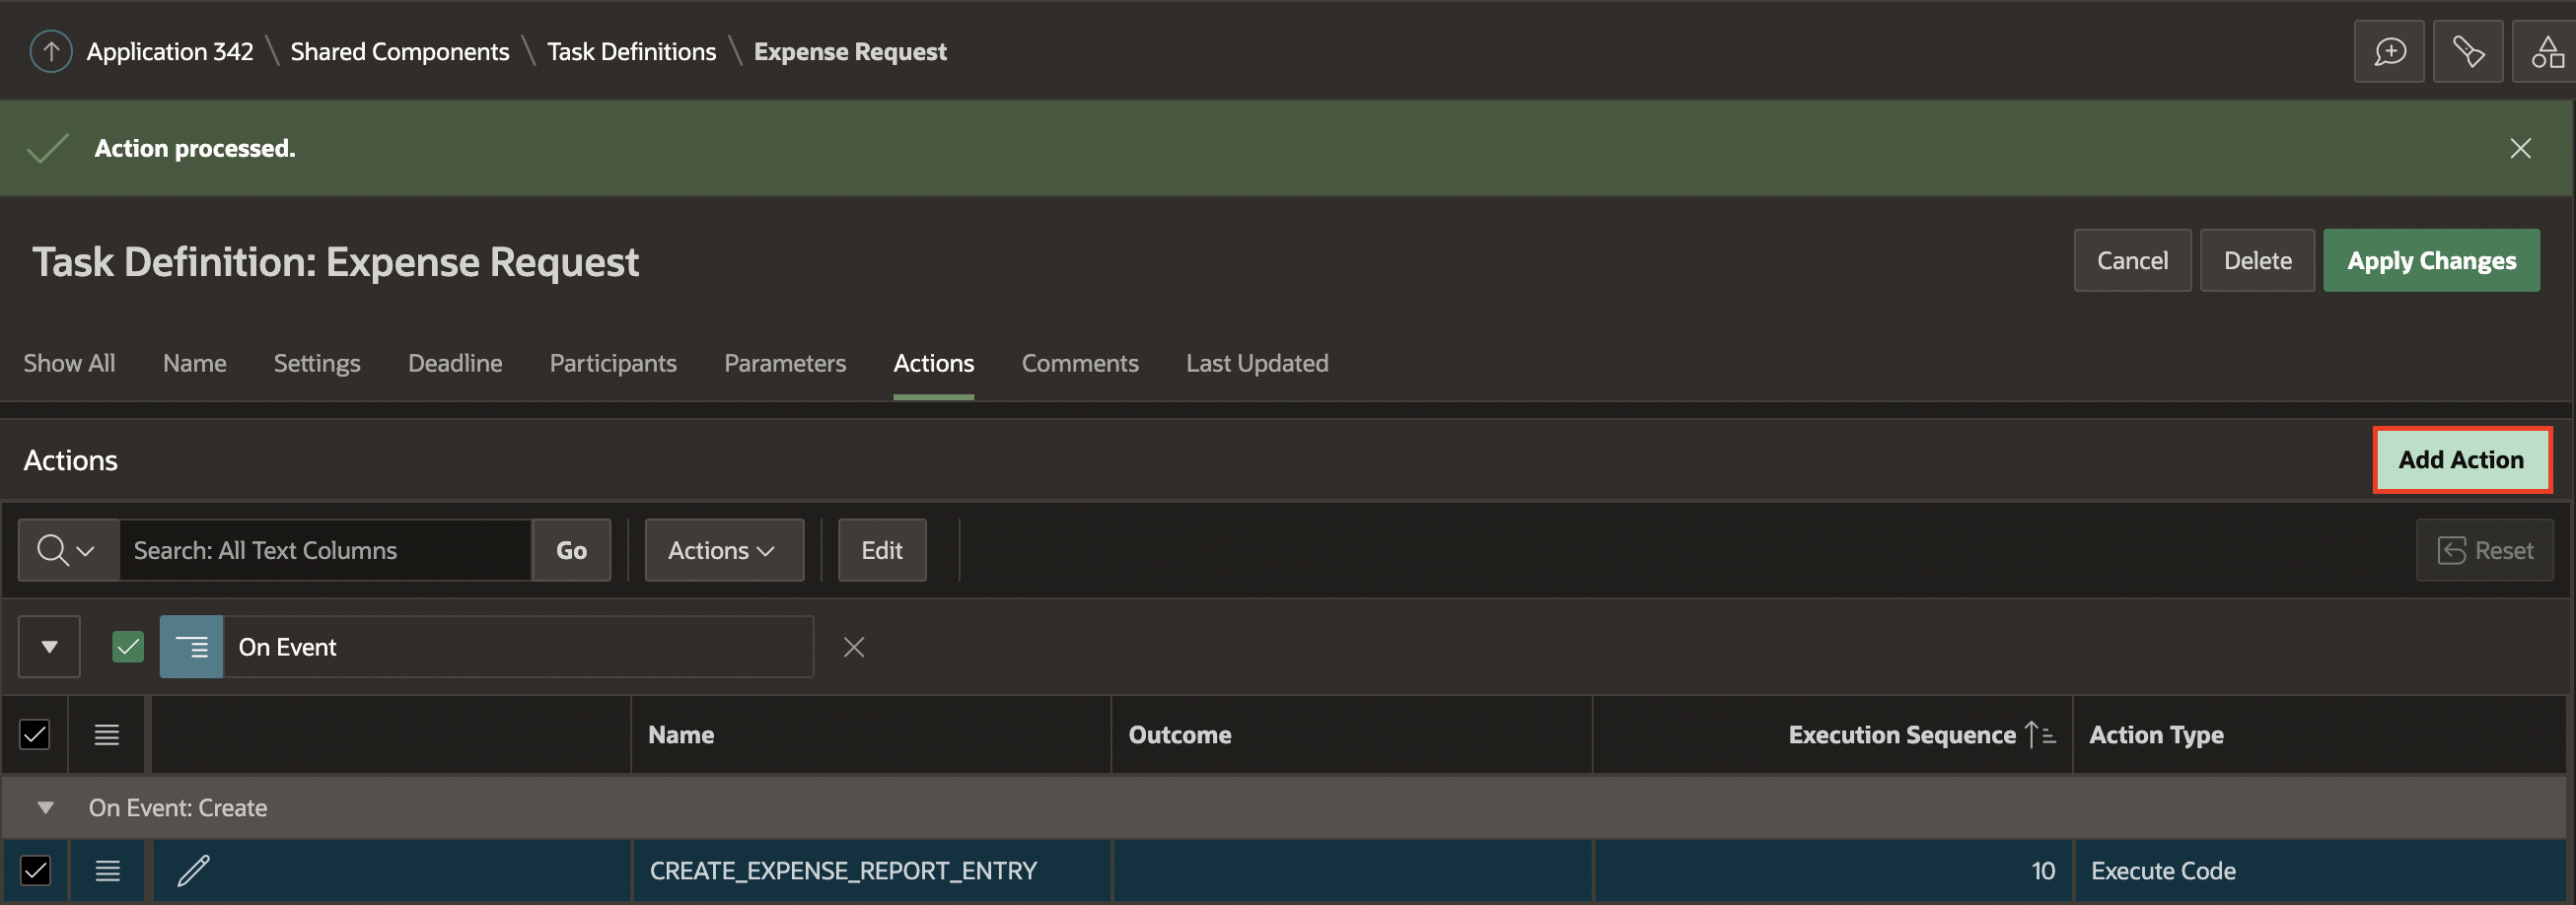 Application 342 \ Shared Components \ Task Definitions \ Expense Request
Action processed.
Task Definition: Expense Request
Cancel Delete Apply Changes
Show All Name Settings Deadline Participants Parameters Actions Comments Last Updated
Actions Add Action
Search: All Text Columns Go Actions Edit Reset
On Event
Name Outcome Execution Sequence Action Type
On Event: Create
CREATE_EXPENSE_REPORT_ENTRY 10 Execute Code